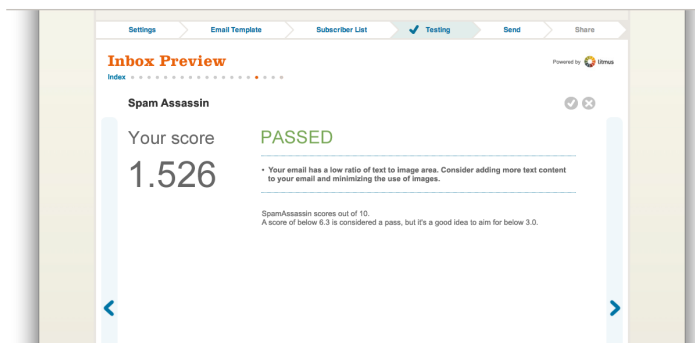 Settings
Email Template
Subscriber List
Testing
Send
Share
Inbox Preview
Powered by litmus
Index
Spam Assassin
Your score
PASSED
1.526
• Your email has a low ratio of text to image area. Consider adding more text content
to your email and minimizing the use of images.
SpamAssassin scores out of 10.
A score of below 6.3 is considered a pass, but it's a good idea to aim for below 3.0.